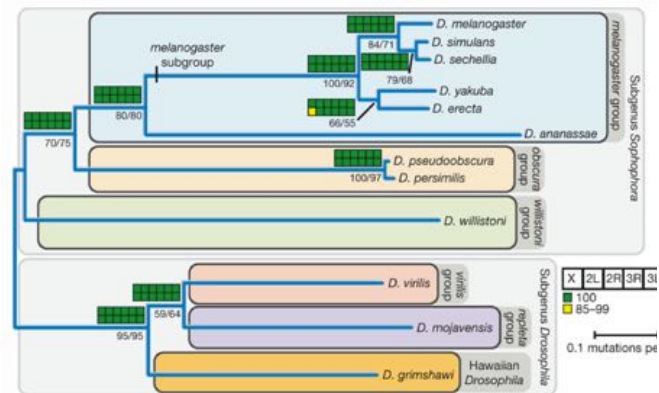 D. melanogaster
84/71
D. simulans
melanogaster
subgroup
D. sechellia
100/92
79/68
D. yakuba
66/55
D. erecta
80/80
D. ananassae
melanogaster group
70/75
D. pseudoobscura
100/97
D. persimilis
obscura
group
D. willistoni
willistoni
group
Subgenus Sophophora
D. virilis
virilis
group
59/64
D. mojavensis
repleta
group
95/95
D. grimshawi
Hawaiian
Drosophila
Subgenus Drosophila
X 2L 2R 3R 3L
100
85–99
0.1 mutations pe